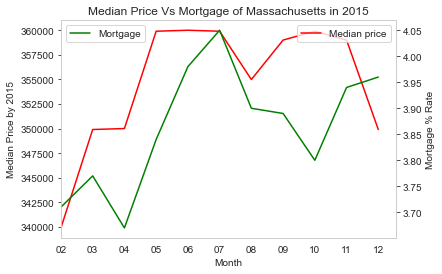 Median Price Vs Mortgage of Massachusetts in 2015
Mortgage
Median price
Median Price by 2015
360000
357500
355000
352500
350000
347500
345000
342500
340000
4.05
4.00
3.95
3.90
3.85
3.80
3.75
3.70
Mortgage % Rate
02 03 04 05 06 07 08 09 10 11 12
Month